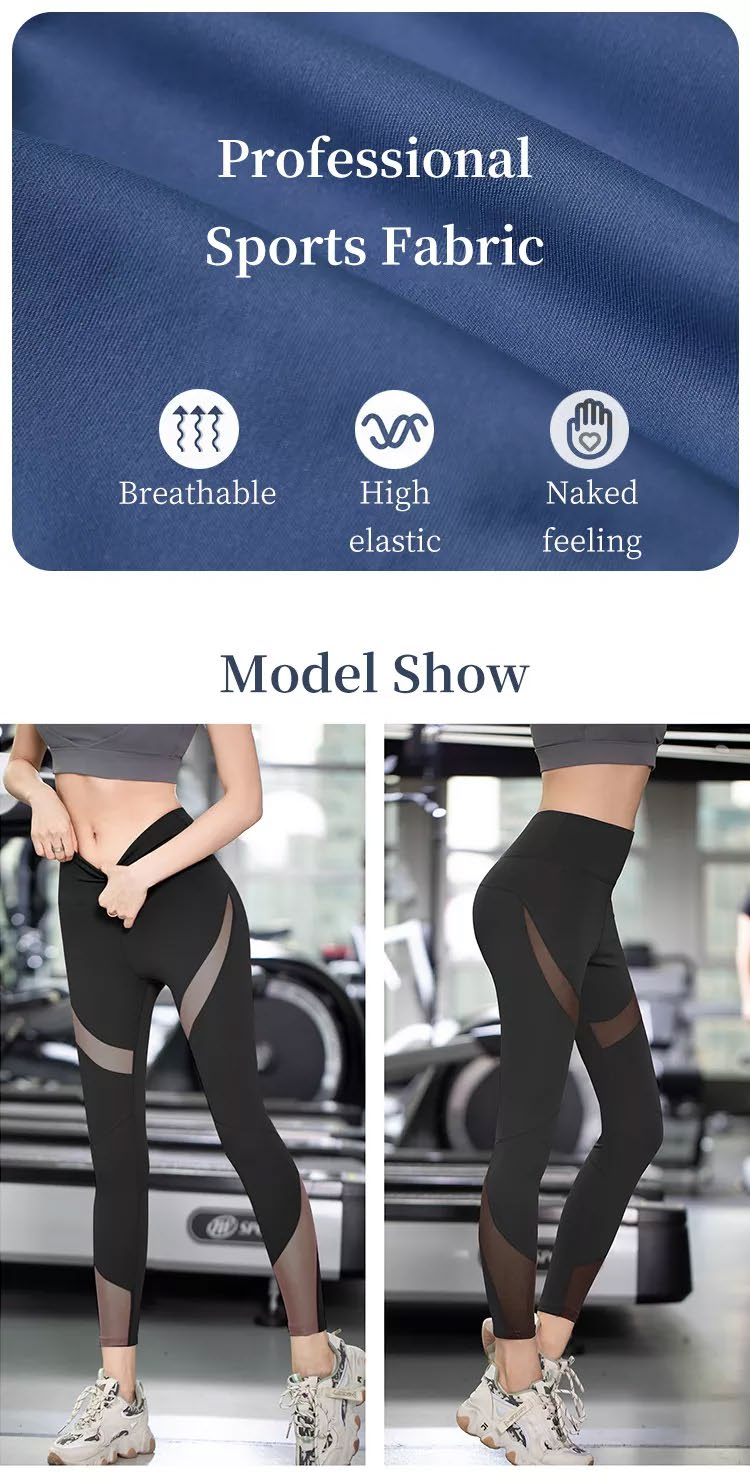 Professional
Sports Fabric
Breathable
High
elastic
Naked
feeling
Model Show